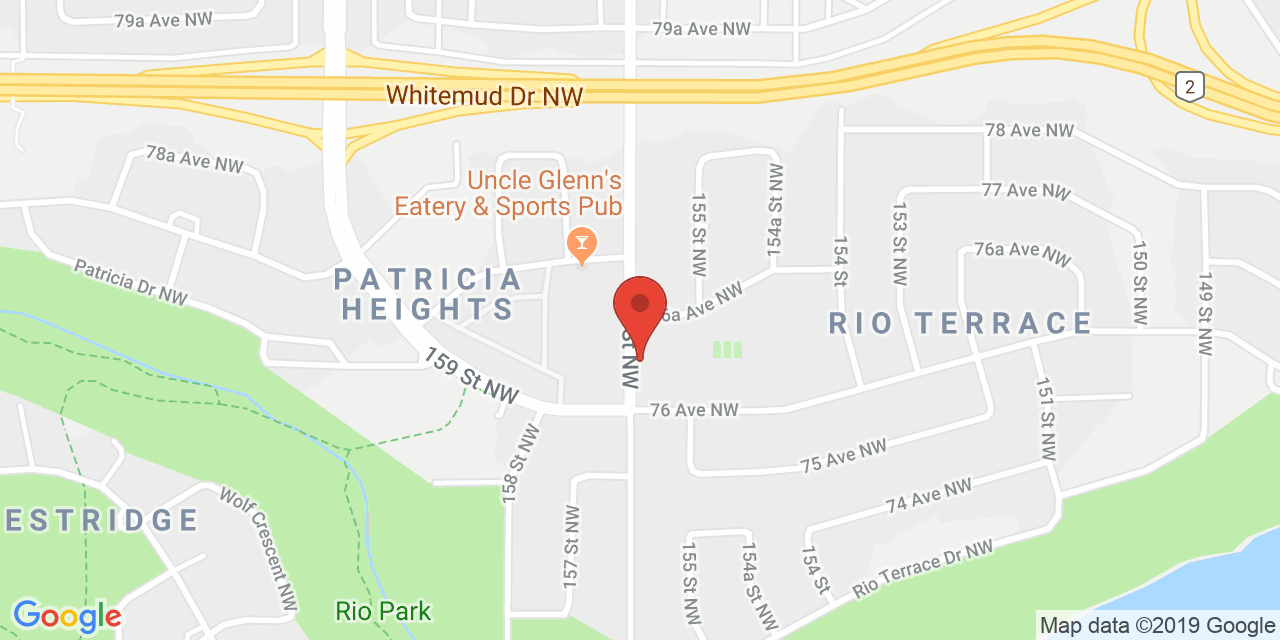 79a Ave NW
79a Ave NW
Whitemud Dr NW
2
78 Ave NW
78a Ave NW
Uncle Glenn's
Eatery & Sports Pub
77 Ave NW
155 St NW
154a St NW
154 St
153 St NW
76a Ave NW
150 St NW
149 St NW
Patricia Dr NW
PATRICIA
HEIGHTS
6a Ave NW
RIO TERRACE
St NW
159 St NW
76 Ave NW
151 St NW
158 St NW
75 Ave NW
74 Ave NW
ESTRIDGE
Wolf Crescent NW
157 St NW
155 St NW
154a St NW
154 St
Rio Terrace Dr NW
Rio Park
Google
Map data ©2019 Google